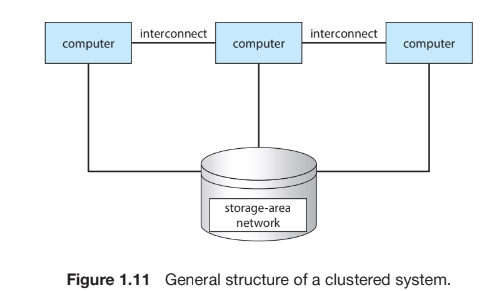 computer
interconnect
computer
interconnect
computer
storage-area
network
Figure 1.11 General structure of a clustered system.